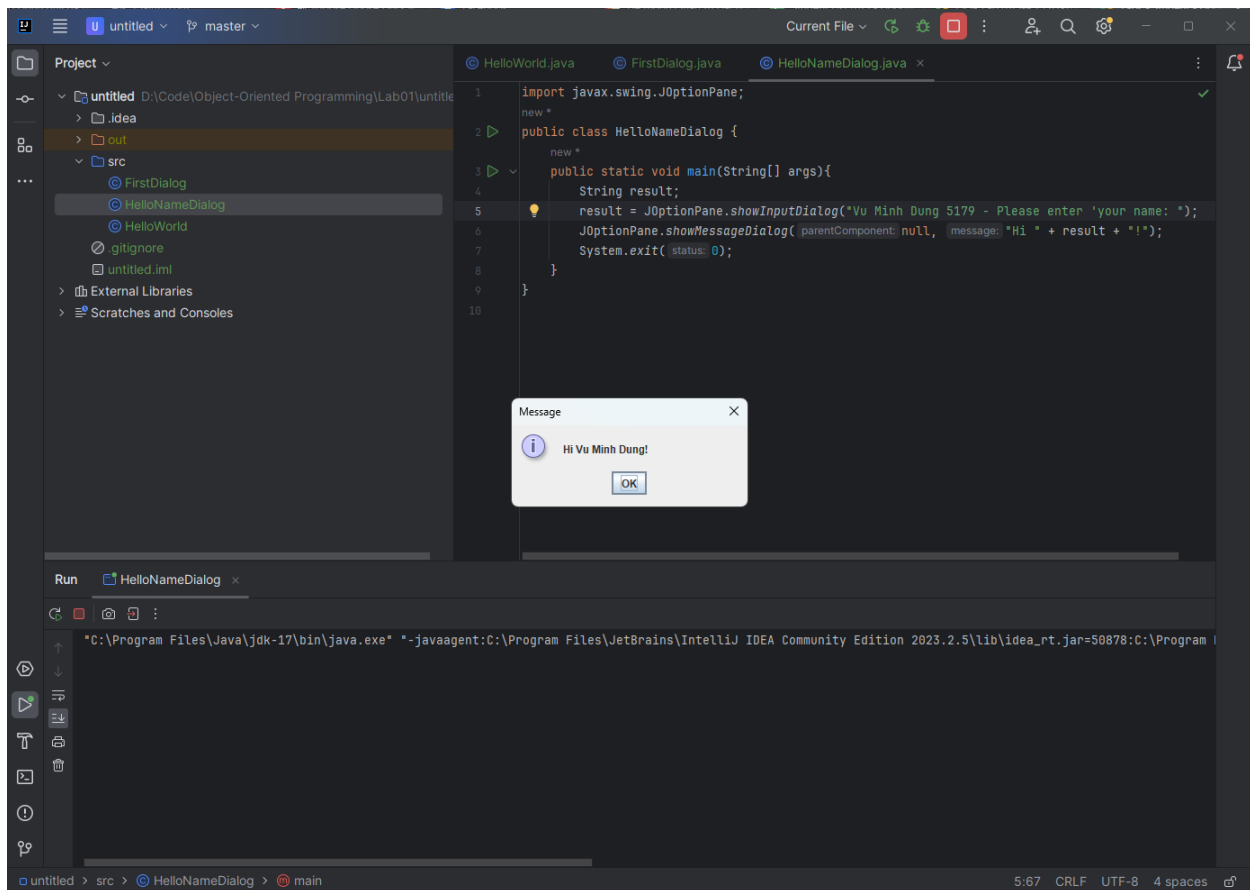 untitled
master
Current File
Project
HelloWorld.java
FirstDialog.java
HelloNameDialog.java
untitled D:\Code\Object-Oriented Programming\Lab01\untitle
.idea
out
src
FirstDialog
HelloNameDialog
HelloWorld
.gitignore
untitled.iml
External Libraries
Scratches and Consoles
1 import javax.swing.JOptionPane;
new *
2 public class HelloNameDialog {
new *
3 public static void main(String[] args){
4 String result;
5 result = JOptionPane.showInputDialog("Vu Minh Dung 5179 - Please enter 'your name: ");
6 JOptionPane.showMessageDialog( parentComponent: null, message: "Hi " + result + "!");
7 System.exit( status: 0);
8 }
9 }
10
Message
Hi Vu Minh Dung!
OK
Run
HelloNameDialog
"C:\Program Files\Java\jdk-17\bin\java.exe" "-javaagent:C:\Program Files\JetBrains\IntelliJ IDEA Community Edition 2023.2.5\lib\idea_rt.jar=50878:C:\Program
untitled > src > HelloNameDialog > main
5:67 CRLF UTF-8 4 spaces